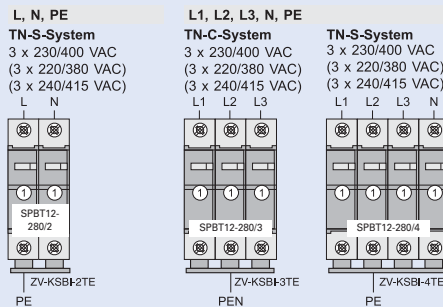 L, N, PE
TN-S-System
3 x 230/400 VAC
(3 x 220/380 VAC)
(3 x 240/415 VAC)
L N
1 1
SPBT12-
280/2
ZV-KSBI-2TE
PE
L1, L2, L3, N, PE
TN-C-System
3 x 230/400 VAC
(3 x 220/380 VAC)
(3 x 240/415 VAC)
L1 L2 L3
1 1 1
SPBT12-280/3
ZV-KSBI-3TE
PEN
TN-S-System
3 x 230/400 VAC
(3 x 220/380 VAC)
(3 x 240/415 VAC)
L1 L2 L3 N
1 1 1 1
SPBT12-280/4
ZV-KSBI-4TE
PE